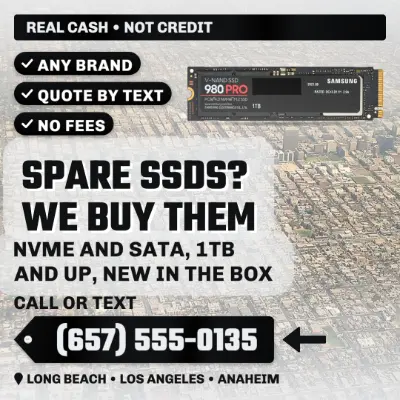 REAL CASH • NOT CREDIT
ANY BRAND
QUOTE BY TEXT
NO FEES
V-NAND SSD
980 PRO
1TB
SAMSUNG
SPARE SSDS?
WE BUY THEM
NVME AND SATA, 1TB
AND UP, NEW IN THE BOX
CALL OR TEXT
(657) 555-0135
LONG BEACH • LOS ANGELES • ANAHEIM